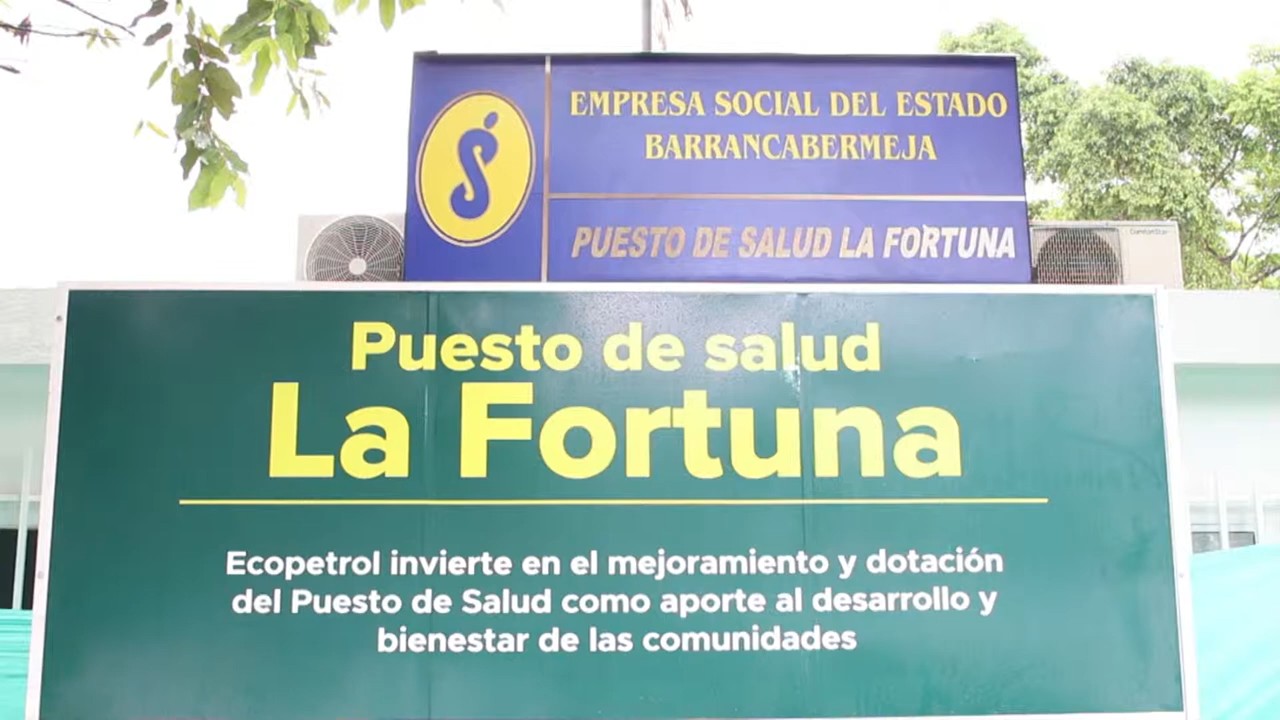 EMPRESA SOCIAL DEL ESTADO
BARRANCABERMEJA
PUESTO DE SALUD LA FORTUNA
Puesto de salud
La Fortuna
Ecopetrol invierte en el mejoramiento y dotación
del Puesto de Salud como aporte al desarrollo y
bienestar de las comunidades